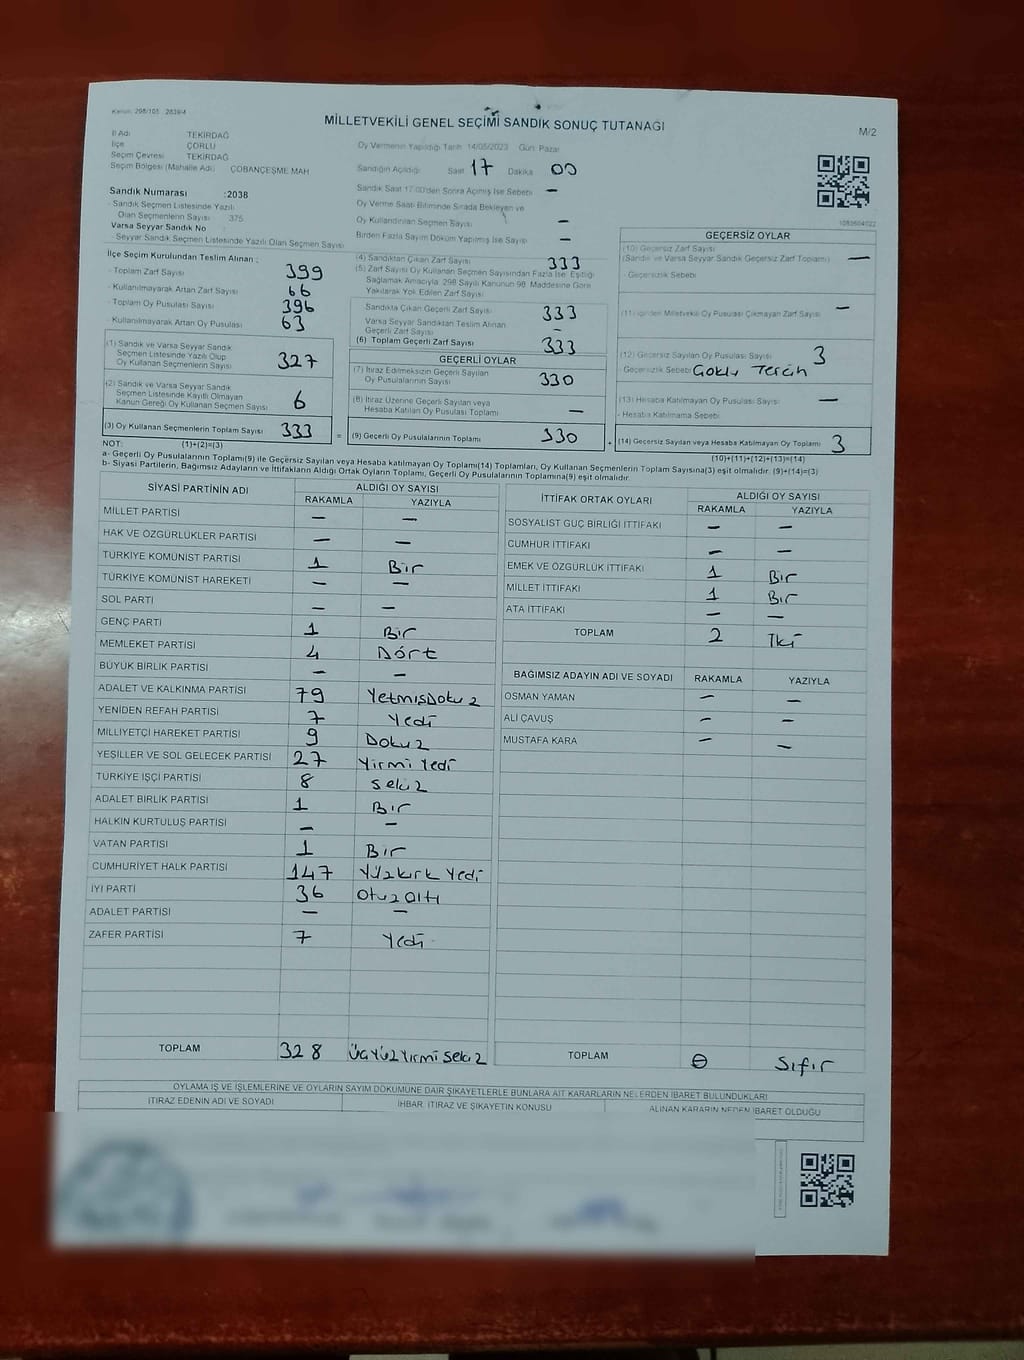 Kanun: 298/105 2839/4
MİLLETVEKİLİ GENEL SEÇİMİ SANDIK SONUÇ TUTANAĞI
M/2
İl Adı TEKİRDAĞ
İlçe ÇORLU
Seçim Çevresi TEKİRDAĞ
Seçim Bölgesi (Mahalle Adı) ÇOBANÇEŞME MAH
Sandık Numarası :2038
- Sandık Seçmen Listesinde Yazılı
Olan Seçmenlerin Sayısı 375
Varsa Seyyar Sandık No
- Seyyar Sandık Seçmen Listesinde Yazılı Olan Seçmen Sayısı
Oy Vermenin Yapıldığı Tarih 14/05/2023 Gün: Pazar
Sandığın Açıldığı Saat 17 Dakika 00
Sandık Saat 17.00'den Sonra Açılmış İse Sebebi —
Oy Verme Saati Bitiminde Sırada Bekleyen ve
Oy Kullandırılan Seçmen Sayısı —
Birden Fazla Sayım Döküm Yapılmış İse Sayısı —
1083604022
İlçe Seçim Kurulundan Teslim Alınan :
- Toplam Zarf Sayısı 399
- Kullanılmayarak Artan Zarf Sayısı 66
- Toplam Oy Pusulası Sayısı 396
- Kullanılmayarak Artan Oy Pusulası 63
(1) Sandık ve Varsa Seyyar Sandık
Seçmen Listesinde Yazılı Olup
Oy Kullanan Seçmenlerin Sayısı 327
(2) Sandık ve Varsa Seyyar Sandık
Seçmen Listesinde Kayıtlı Olmayan
Kanun Gereği Oy Kullanan Seçmen Sayısı 6
(3) Oy Kullanan Seçmenlerin Toplam Sayısı 333 =
(4) Sandıktan Çıkan Zarf Sayısı 333
(5) Zarf Sayısı Oy Kullanan Seçmen Sayısından Fazla İse, Eşitliği
Sağlamak Amacıyla, 298 Sayılı Kanunun 98. Maddesine Göre
Yakılarak Yok Edilen Zarf Sayısı
Sandıkta Çıkan Geçerli Zarf Sayısı 333
Varsa Seyyar Sandıktan Teslim Alınan
Geçerli Zarf Sayısı —
(6) Toplam Geçerli Zarf Sayısı 333
GEÇERLİ OYLAR
(7) İtiraz Edilmeksizin Geçerli Sayılan
Oy Pusulalarının Sayısı 330
(8) İtiraz Üzerine Geçerli Sayılan veya
Hesaba Katılan Oy Pusulası Toplamı —
(9) Geçerli Oy Pusulalarının Toplamı 330 +
GEÇERSİZ OYLAR
(10) Geçersiz Zarf Sayısı
(Sandık ve Varsa Seyyar Sandık Geçersiz Zarf Toplamı) —
- Geçersizlik Sebebi
(11) İçinden Milletvekili Oy Pusulası Çıkmayan Zarf Sayısı —
(12) Geçersiz Sayılan Oy Pusulası Sayısı 3
- Geçersizlik Sebebi Çoklu Tercih
(13) Hesaba Katılmayan Oy Pusulası Sayısı —
- Hesaba Katılmama Sebebi
(14) Geçersiz Sayılan veya Hesaba Katılmayan Oy Toplamı 3
NOT: (1)+(2)=(3) (10)+(11)+(12)+(13)=(14)
a- Geçerli Oy Pusulalarının Toplamı(9) ile Geçersiz Sayılan veya Hesaba katılmayan Oy Toplamı(14) Toplamları, Oy Kullanan Seçmenlerin Toplam Sayısına(3) eşit olmalıdır. (9)+(14)=(3)
b- Siyasi Partilerin, Bağımsız Adayların ve İttifakların Aldığı Ortak Oyların Toplamı, Geçerli Oy Pusulalarının Toplamına(9) eşit olmalıdır.
SİYASİ PARTİNİN ADI ALDIĞI OY SAYISI
RAKAMLA YAZIYLA
MİLLET PARTİSİ — —
HAK VE ÖZGÜRLÜKLER PARTİSİ — —
TÜRKİYE KOMÜNİST PARTİSİ 1 Bir
TÜRKİYE KOMÜNİST HAREKETİ — —
SOL PARTİ — —
GENÇ PARTİ 1 Bir
MEMLEKET PARTİSİ 4 Dört
BÜYÜK BİRLİK PARTİSİ — —
ADALET VE KALKINMA PARTİSİ 79 YetmişDokuz
YENİDEN REFAH PARTİSİ 7 Yedi
MİLLİYETÇİ HAREKET PARTİSİ 9 Dokuz
YEŞİLLER VE SOL GELECEK PARTİSİ 27 Yirmi Yedi
TÜRKİYE İŞÇİ PARTİSİ 8 Sekiz
ADALET BİRLİK PARTİSİ 1 Bir
HALKIN KURTULUŞ PARTİSİ — —
VATAN PARTİSİ 1 Bir
CUMHURİYET HALK PARTİSİ 147 Yüzkırk Yedi
İYİ PARTİ 36 OtuzAltı
ADALET PARTİSİ — —
ZAFER PARTİSİ 7 Yedi
TOPLAM 328 ÜçYüzYirmiSekiz
İTTİFAK ORTAK OYLARI ALDIĞI OY SAYISI
RAKAMLA YAZIYLA
SOSYALİST GÜÇ BİRLİĞİ İTTİFAKI — —
CUMHUR İTTİFAKI — —
EMEK VE ÖZGÜRLÜK İTTİFAKI 1 Bir
MİLLET İTTİFAKI 1 Bir
ATA İTTİFAKI — —
TOPLAM 2 İki
BAĞIMSIZ ADAYIN ADI VE SOYADI RAKAMLA YAZIYLA
OSMAN YAMAN — —
ALİ ÇAVUŞ — —
MUSTAFA KARA — —
TOPLAM 0 Sıfır
OYLAMA İŞ VE İŞLEMLERİNE VE OYLARIN SAYIM DÖKÜMÜNE DAİR ŞİKAYETLERLE BUNLARA AİT KARARLARIN NELERDEN İBARET BULUNDUKLARI
İTİRAZ EDENİN ADI VE SOYADI İHBAR, İTİRAZ VE ŞİKAYETİN KONUSU ALINAN KARARIN NEDEN İBARET OLDUĞU